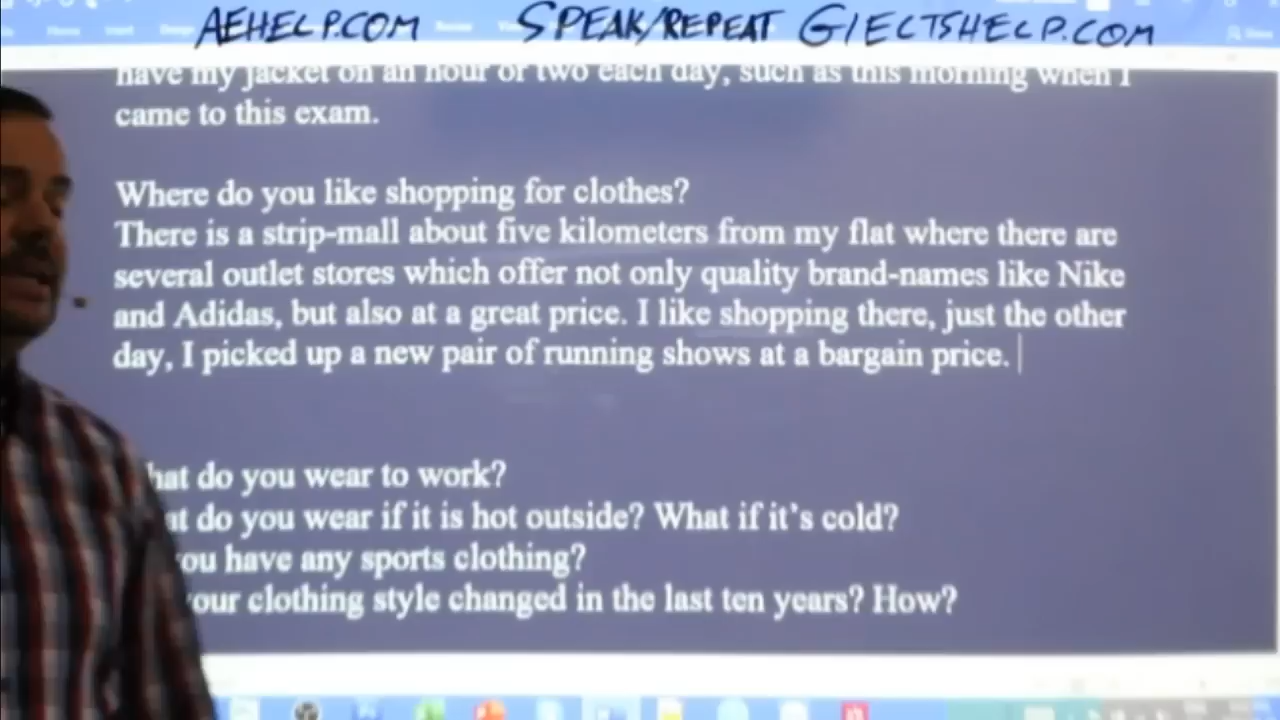 AEHELP.COM SPEAK/REPEAT GIELTSHELP.COM
have my jacket on an hour or two each day, such as this morning when I
came to this exam.
Where do you like shopping for clothes?
There is a strip-mall about five kilometers from my flat where there are
several outlet stores which offer not only quality brand-names like Nike
and Adidas, but also at a great price. I like shopping there, just the other
day, I picked up a new pair of running shows at a bargain price.
hat do you wear to work?
at do you wear if it is hot outside? What if it's cold?
you have any sports clothing?
your clothing style changed in the last ten years? How?